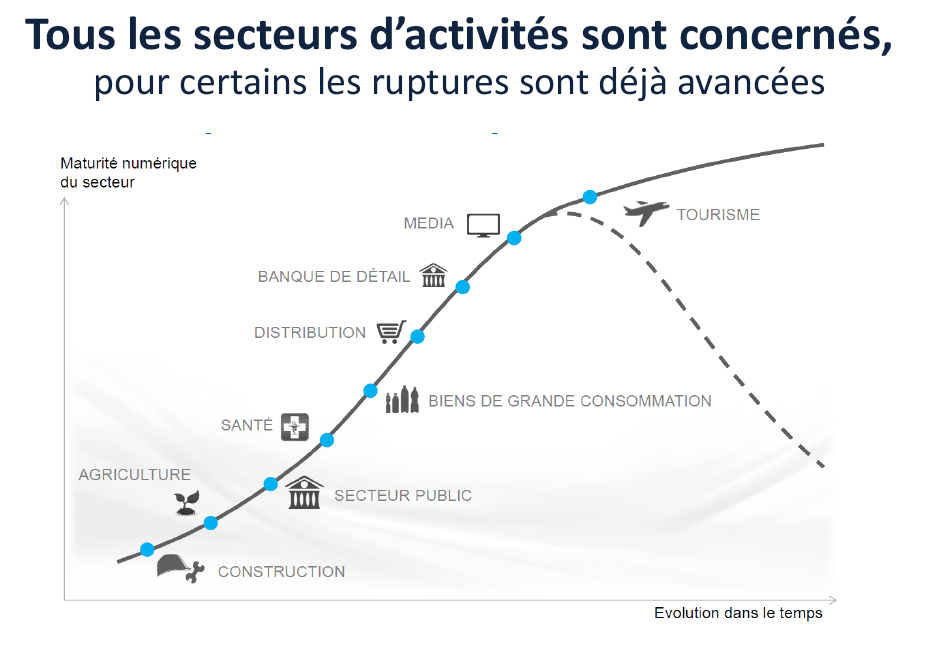 Tous les secteurs d'activités sont concernés,
pour certains les ruptures sont déjà avancées
Maturité numérique
du secteur
TOURISME
MEDIA
BANQUE DE DÉTAIL
DISTRIBUTION
BIENS DE GRANDE CONSOMMATION
SANTÉ
AGRICULTURE
SECTEUR PUBLIC
CONSTRUCTION
Evolution dans le temps